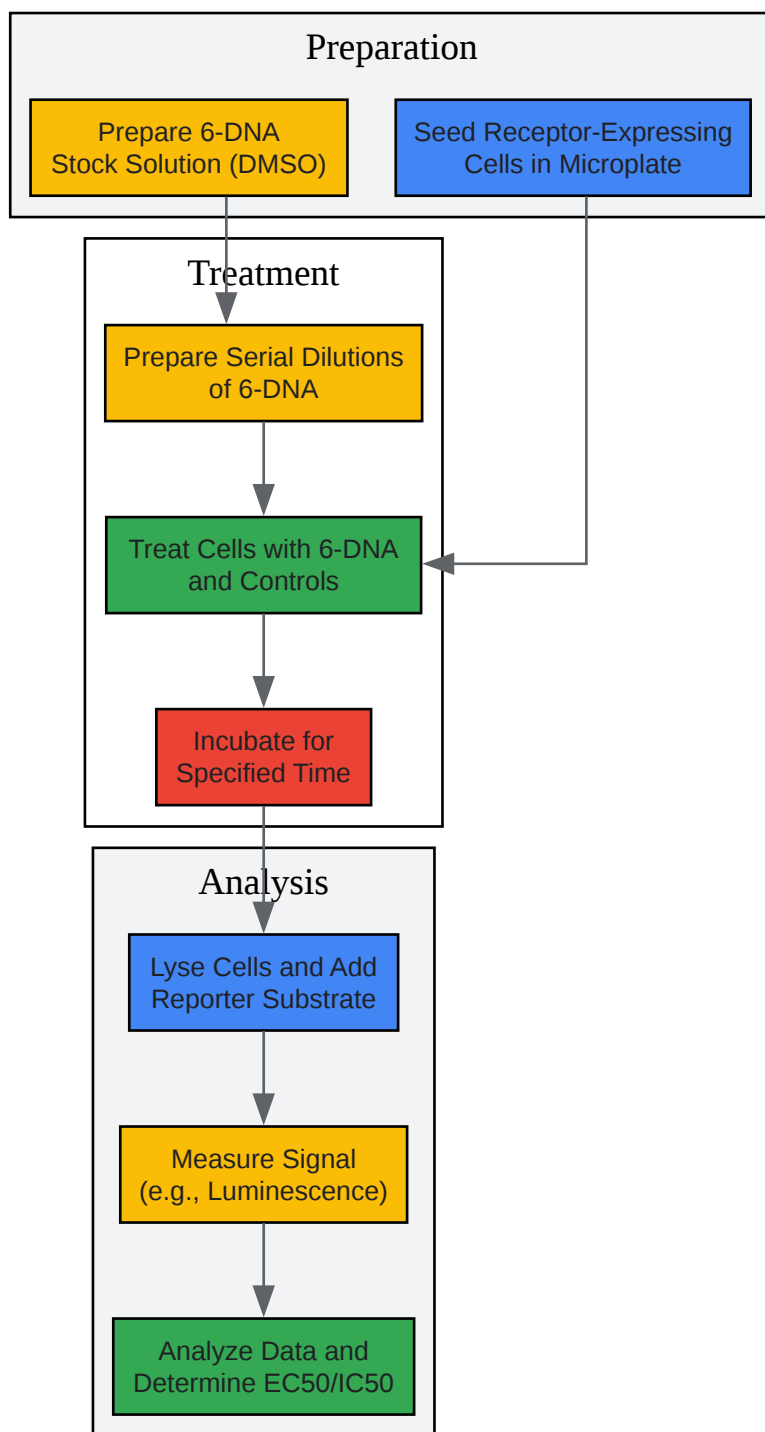 Preparation
Prepare 6-DNA
Stock Solution (DMSO)
Seed Receptor-Expressing
Cells in Microplate
Treatment
Prepare Serial Dilutions
of 6-DNA
Treat Cells with 6-DNA
and Controls
Incubate for
Specified Time
Analysis
Lyse Cells and Add
Reporter Substrate
Measure Signal
(e.g., Luminescence)
Analyze Data and
Determine EC50/IC50